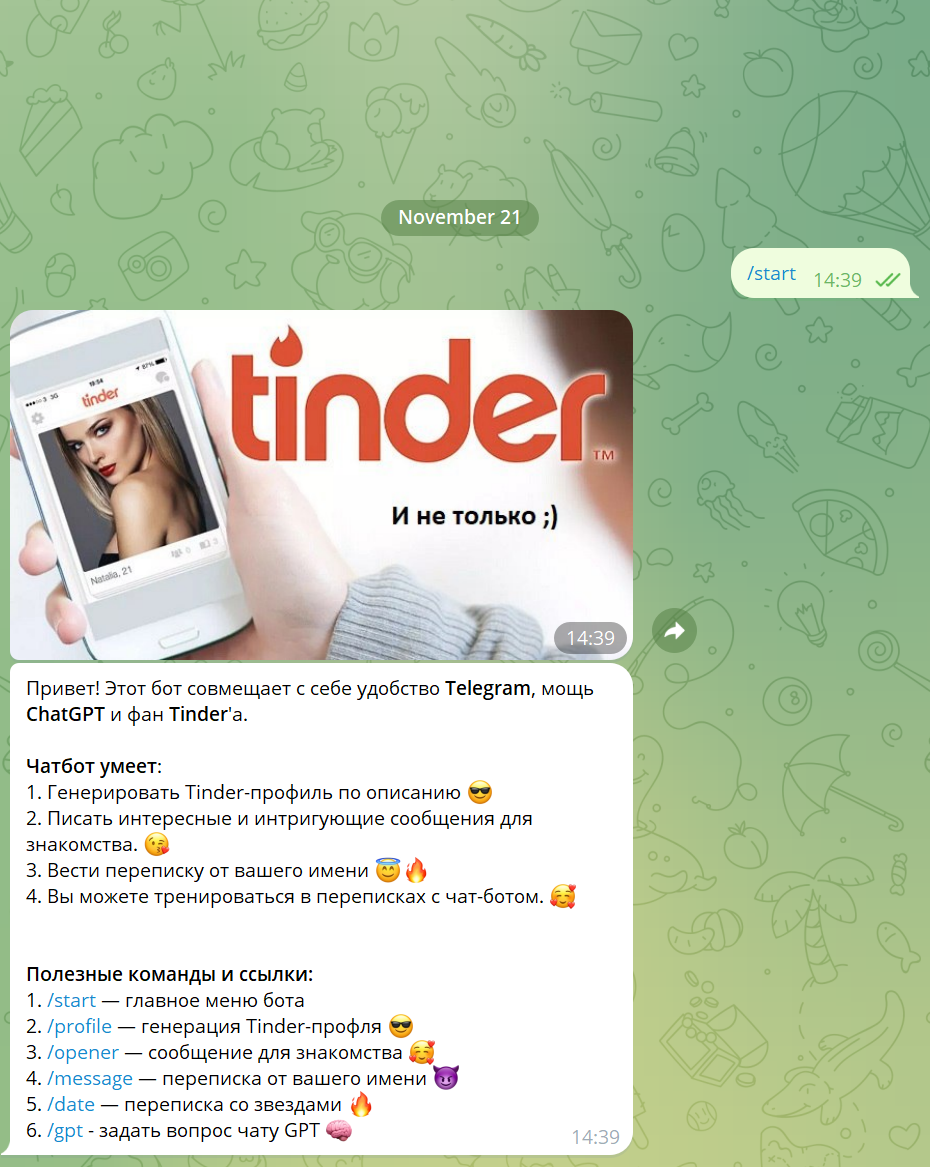 November 21
/start 14:39
3G 19:54 87%
tinder
Natalia, 21
tinder™
И не только ;)
14:39
Привет! Этот бот совмещает с себе удобство Telegram, мощь
ChatGPT и фан Tinder'а.
Чатбот умеет:
1. Генерировать Tinder-профиль по описанию 😎
2. Писать интересные и интригующие сообщения для
знакомства. 😘
3. Вести переписку от вашего имени 😇🔥
4. Вы можете тренироваться в переписках с чат-ботом. 🥰
Полезные команды и ссылки:
1. /start — главное меню бота
2. /profile — генерация Tinder-профля 😎
3. /opener — сообщение для знакомства 🥰
4. /message — переписка от вашего имени 😈
5. /date — переписка со звездами 🔥
6. /gpt - задать вопрос чату GPT 🧠
14:39